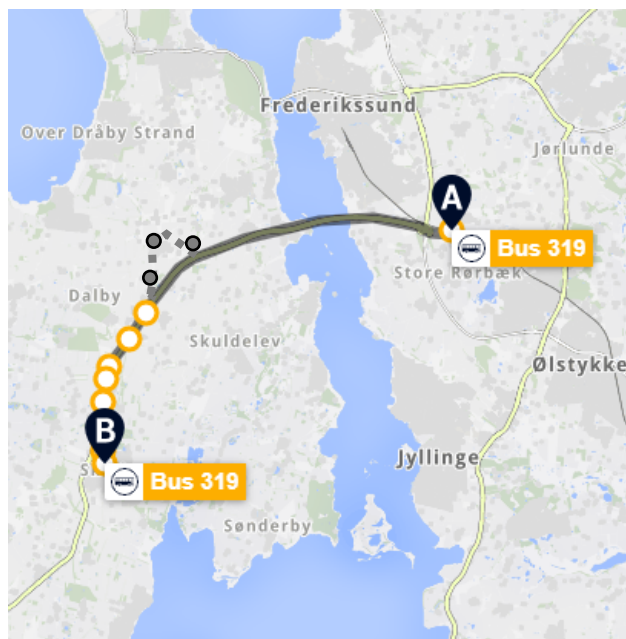 Frederikssund
Over Dråby Strand
Jørlunde
A
Bus 319
Store Rørbæk
Dalby
Skuldelev
Ølstykke
B
Jyllinge
Bus 319
Sønderby